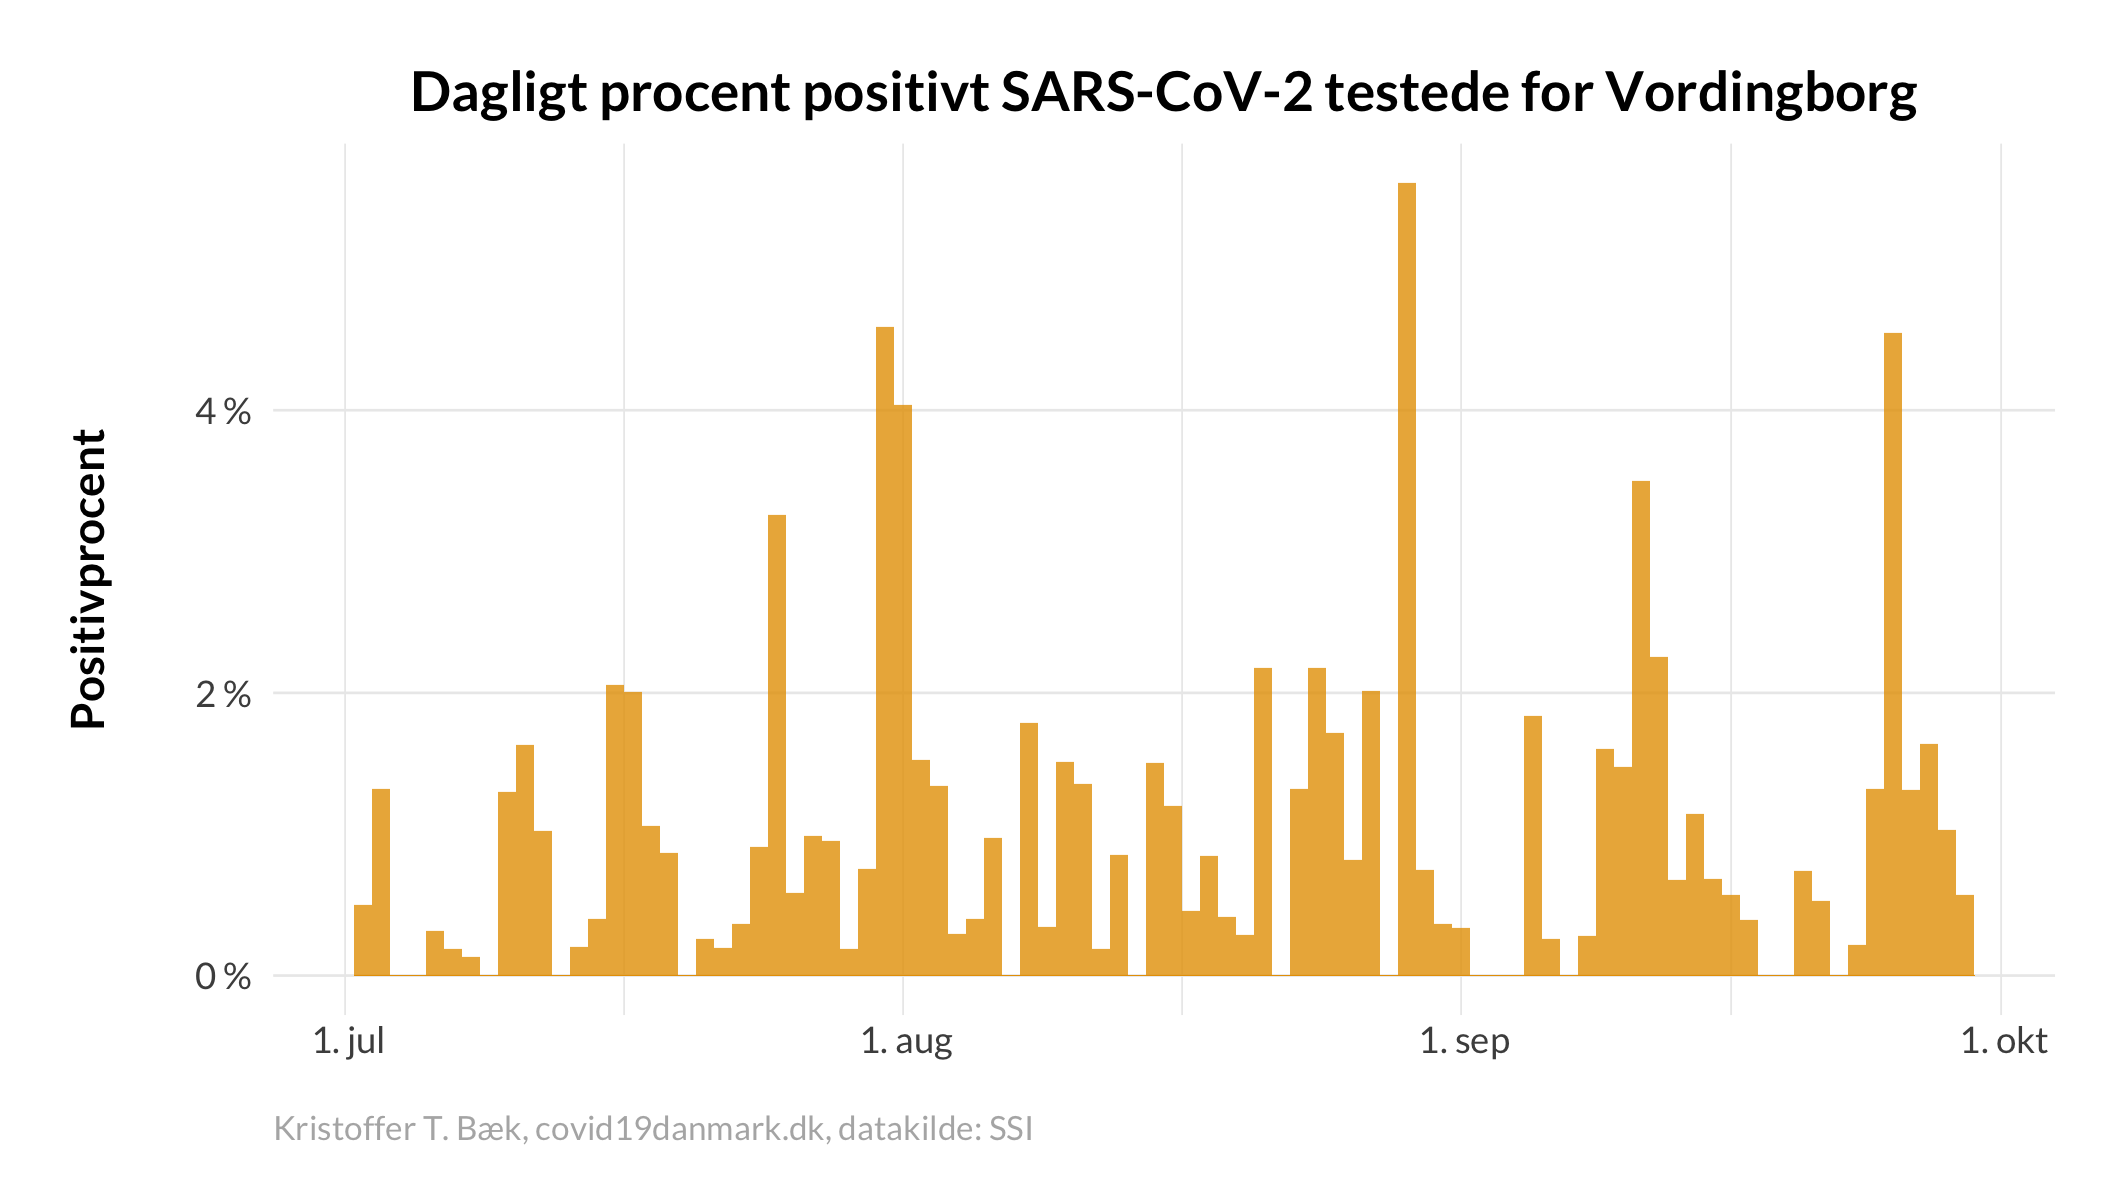 Dagligt procent positivt SARS-CoV-2 testede for Vordingborg
Positivprocent
4 %
2 %
0 %
1. jul
1. aug
1. sep
1. okt
Kristoffer T. Bæk, covid19danmark.dk, datakilde: SSI